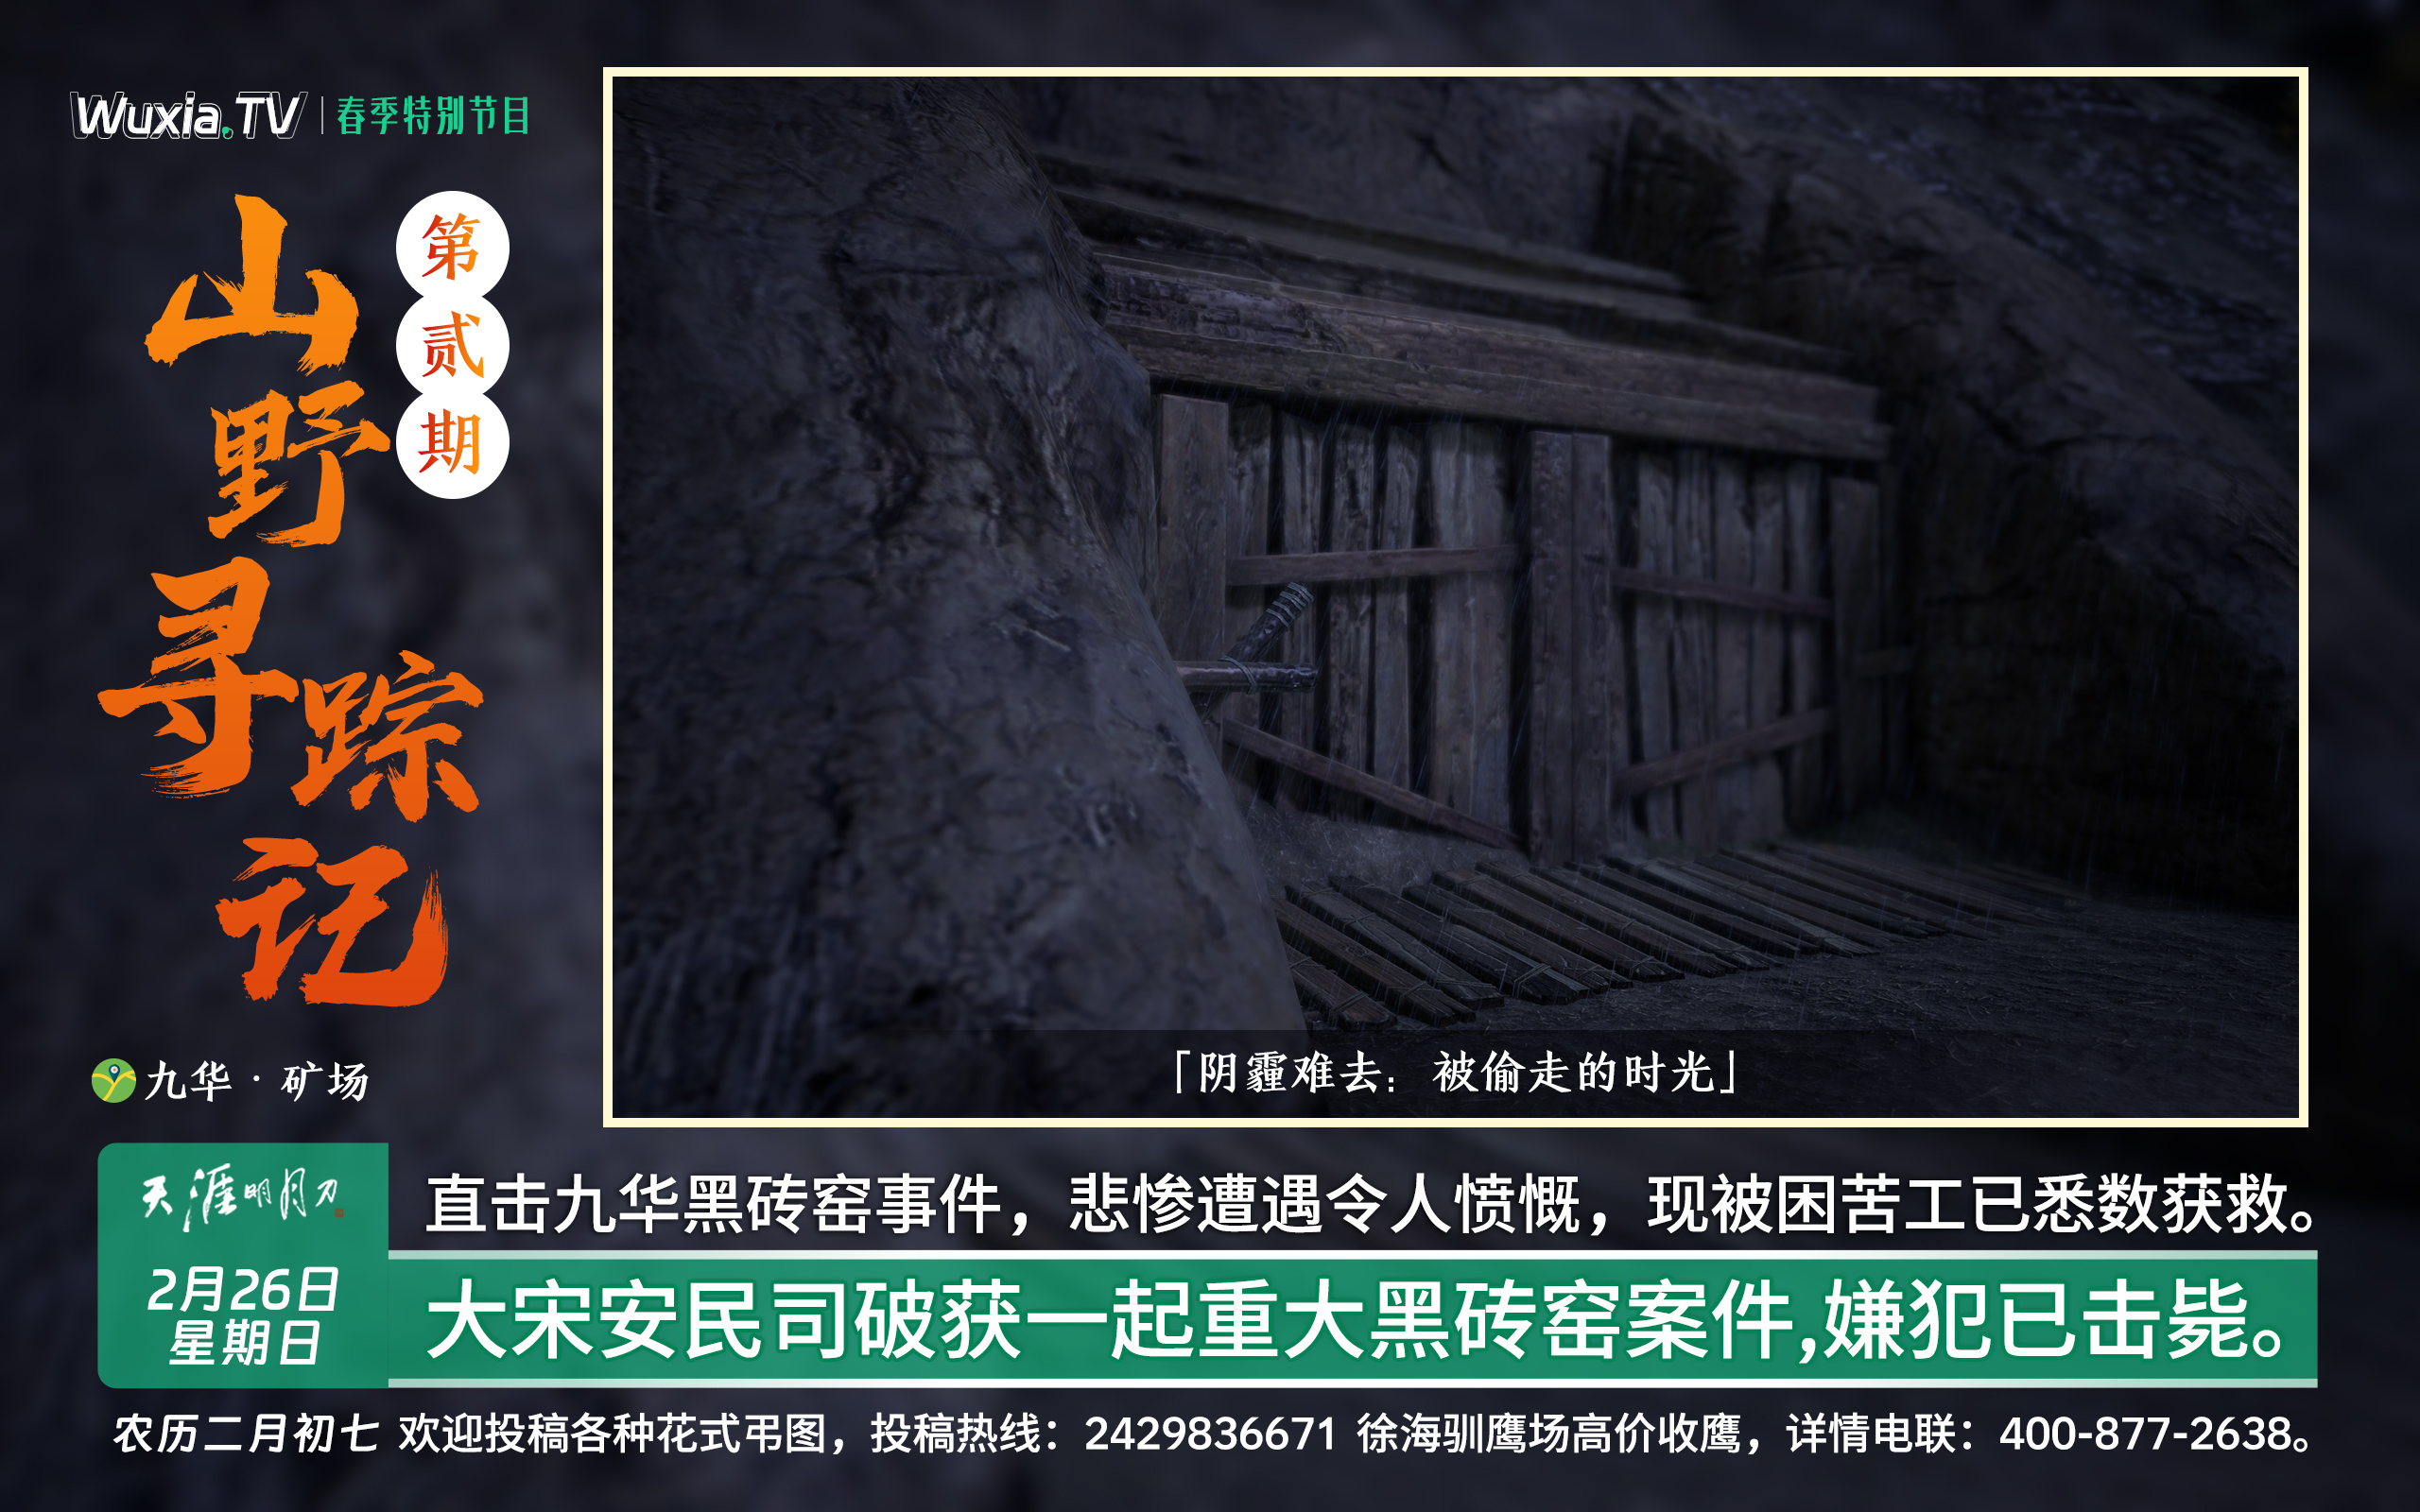 Wuxia.TV 春季特别节目
山野寻踪记
第贰期
九华·矿场
「阴霾难去：被偷走的时光」
天涯明月刀
2月26日
星期日
直击九华黑砖窑事件，悲惨遭遇令人愤慨，现被困苦工已悉数获救。
大宋安民司破获一起重大黑砖窑案件,嫌犯已击毙。
农历二月初七 欢迎投稿各种花式弔图，投稿热线：2429836671 徐海驯鹰场高价收鹰，详情电联：400-877-2638。